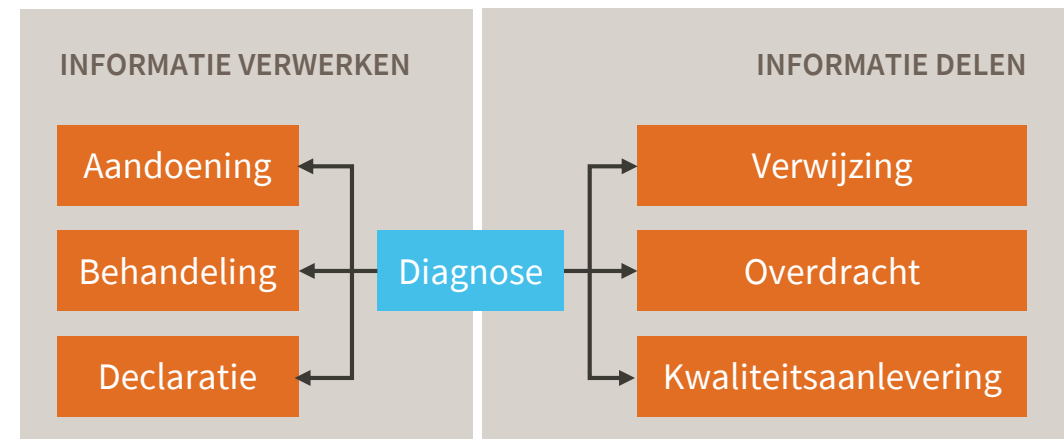 INFORMATIE VERWERKEN
INFORMATIE DELEN
Aandoening
Verwijzing
Behandeling
Diagnose
Overdracht
Declaratie
Kwaliteitsaanlevering